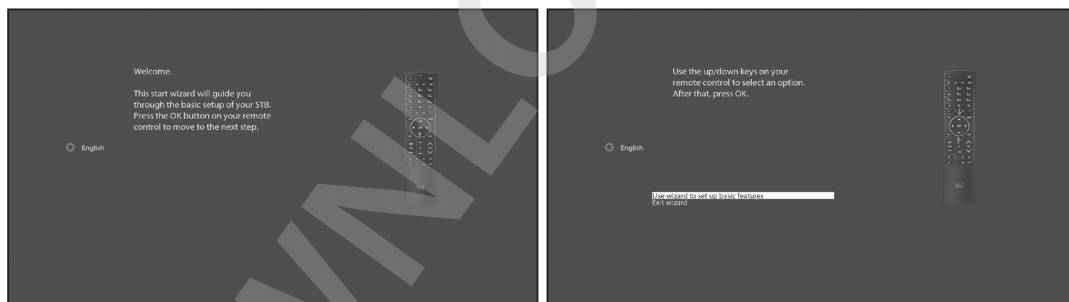 Welcome.
This start wizard will guide you
through the basic setup of your STB.
Press the OK button on your remote
control to move to the next step.
English
VU+
Use the up/down keys on your
remote control to select an option.
After that, press OK.
English
Use wizard to set up basic features
Exit wizard
VU+